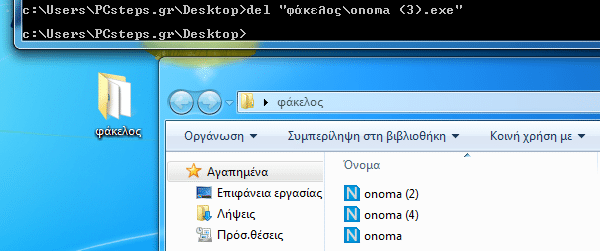 c:\Users\PCsteps.gr\Desktop>del "φάκελος\onoma (3).exe"
c:\Users\PCsteps.gr\Desktop>
φάκελος
φάκελος
Οργάνωση Συμπερίληψη στη βιβλιοθήκη Κοινή χρήση με
Αγαπημένα
Επιφάνεια εργασίας
Λήψεις
Πρόσ.θέσεις
Όνομα
onoma (2)
onoma (4)
onoma